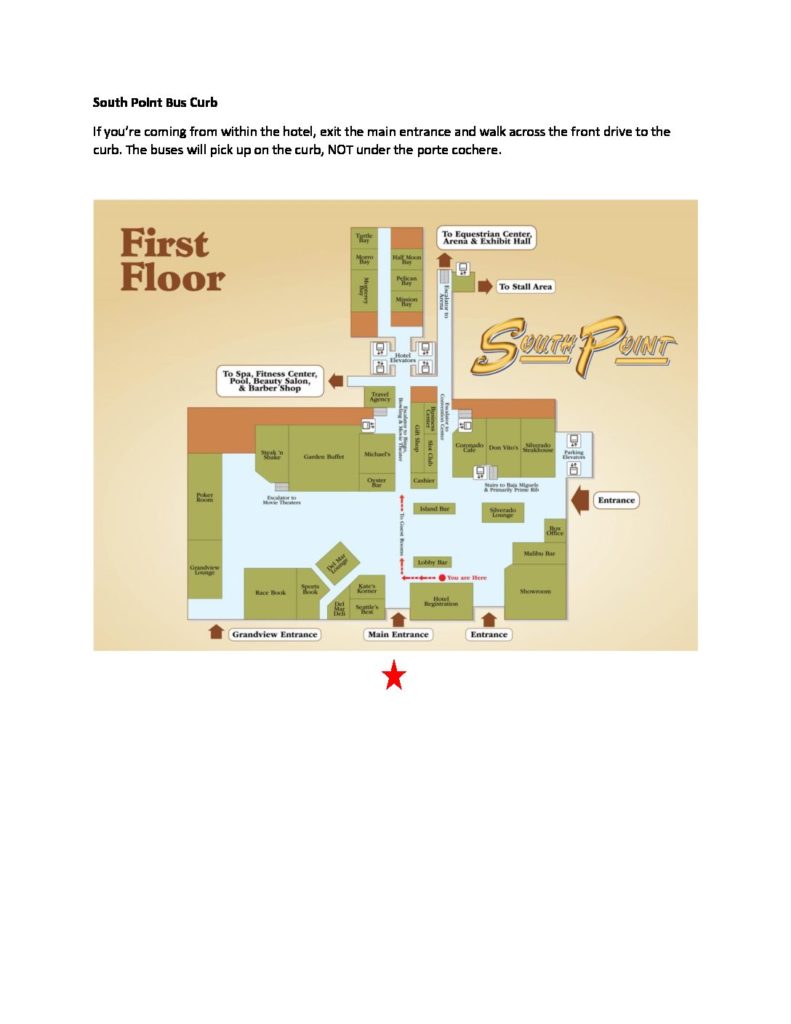 South Point Bus Curb
If you're coming from within the hotel, exit the main entrance and walk across the front drive to the
curb. The buses will pick up on the curb, NOT under the porte cochere.
First
Floor
Turtle
Bay
Morro
Bay
Monterey
Bay
Half Moon
Bay
Pelican
Bay
Mission
Bay
To Equestrian Center,
Arena & Exhibit Hall
Escalator to
Arena
To Stall Area
SOUTH POINT
Hotel
Elevators
To Spa, Fitness Center,
Pool, Beauty Salon,
& Barber Shop
Travel
Agency
Escalator to Bingo,
Bowling & Movie Theater
Business
Center
Gift Shop
Slot Club
Cashier
Escalator to
Convention Center
Steak 'n
Shake
Garden Buffet
Michael's
Oyster
Bar
Coronado
Cafe
Don Vito's
Silverado
Steakhouse
Parking
Elevators
Stairs to Baja Miguels
& Primarily Prime Rib
Poker
Room
Escalator to
Movie Theaters
To Guest Rooms
Island Bar
Silverado
Lounge
Entrance
Box
Office
Malibu Bar
Grandview
Lounge
Del Mar
Lounge
Lobby Bar
You are Here
Race Book
Sports
Book
Del
Mar
Deli
Kate's
Korner
Seattle's
Best
Hotel
Registration
Showroom
Grandview Entrance
Main Entrance
Entrance